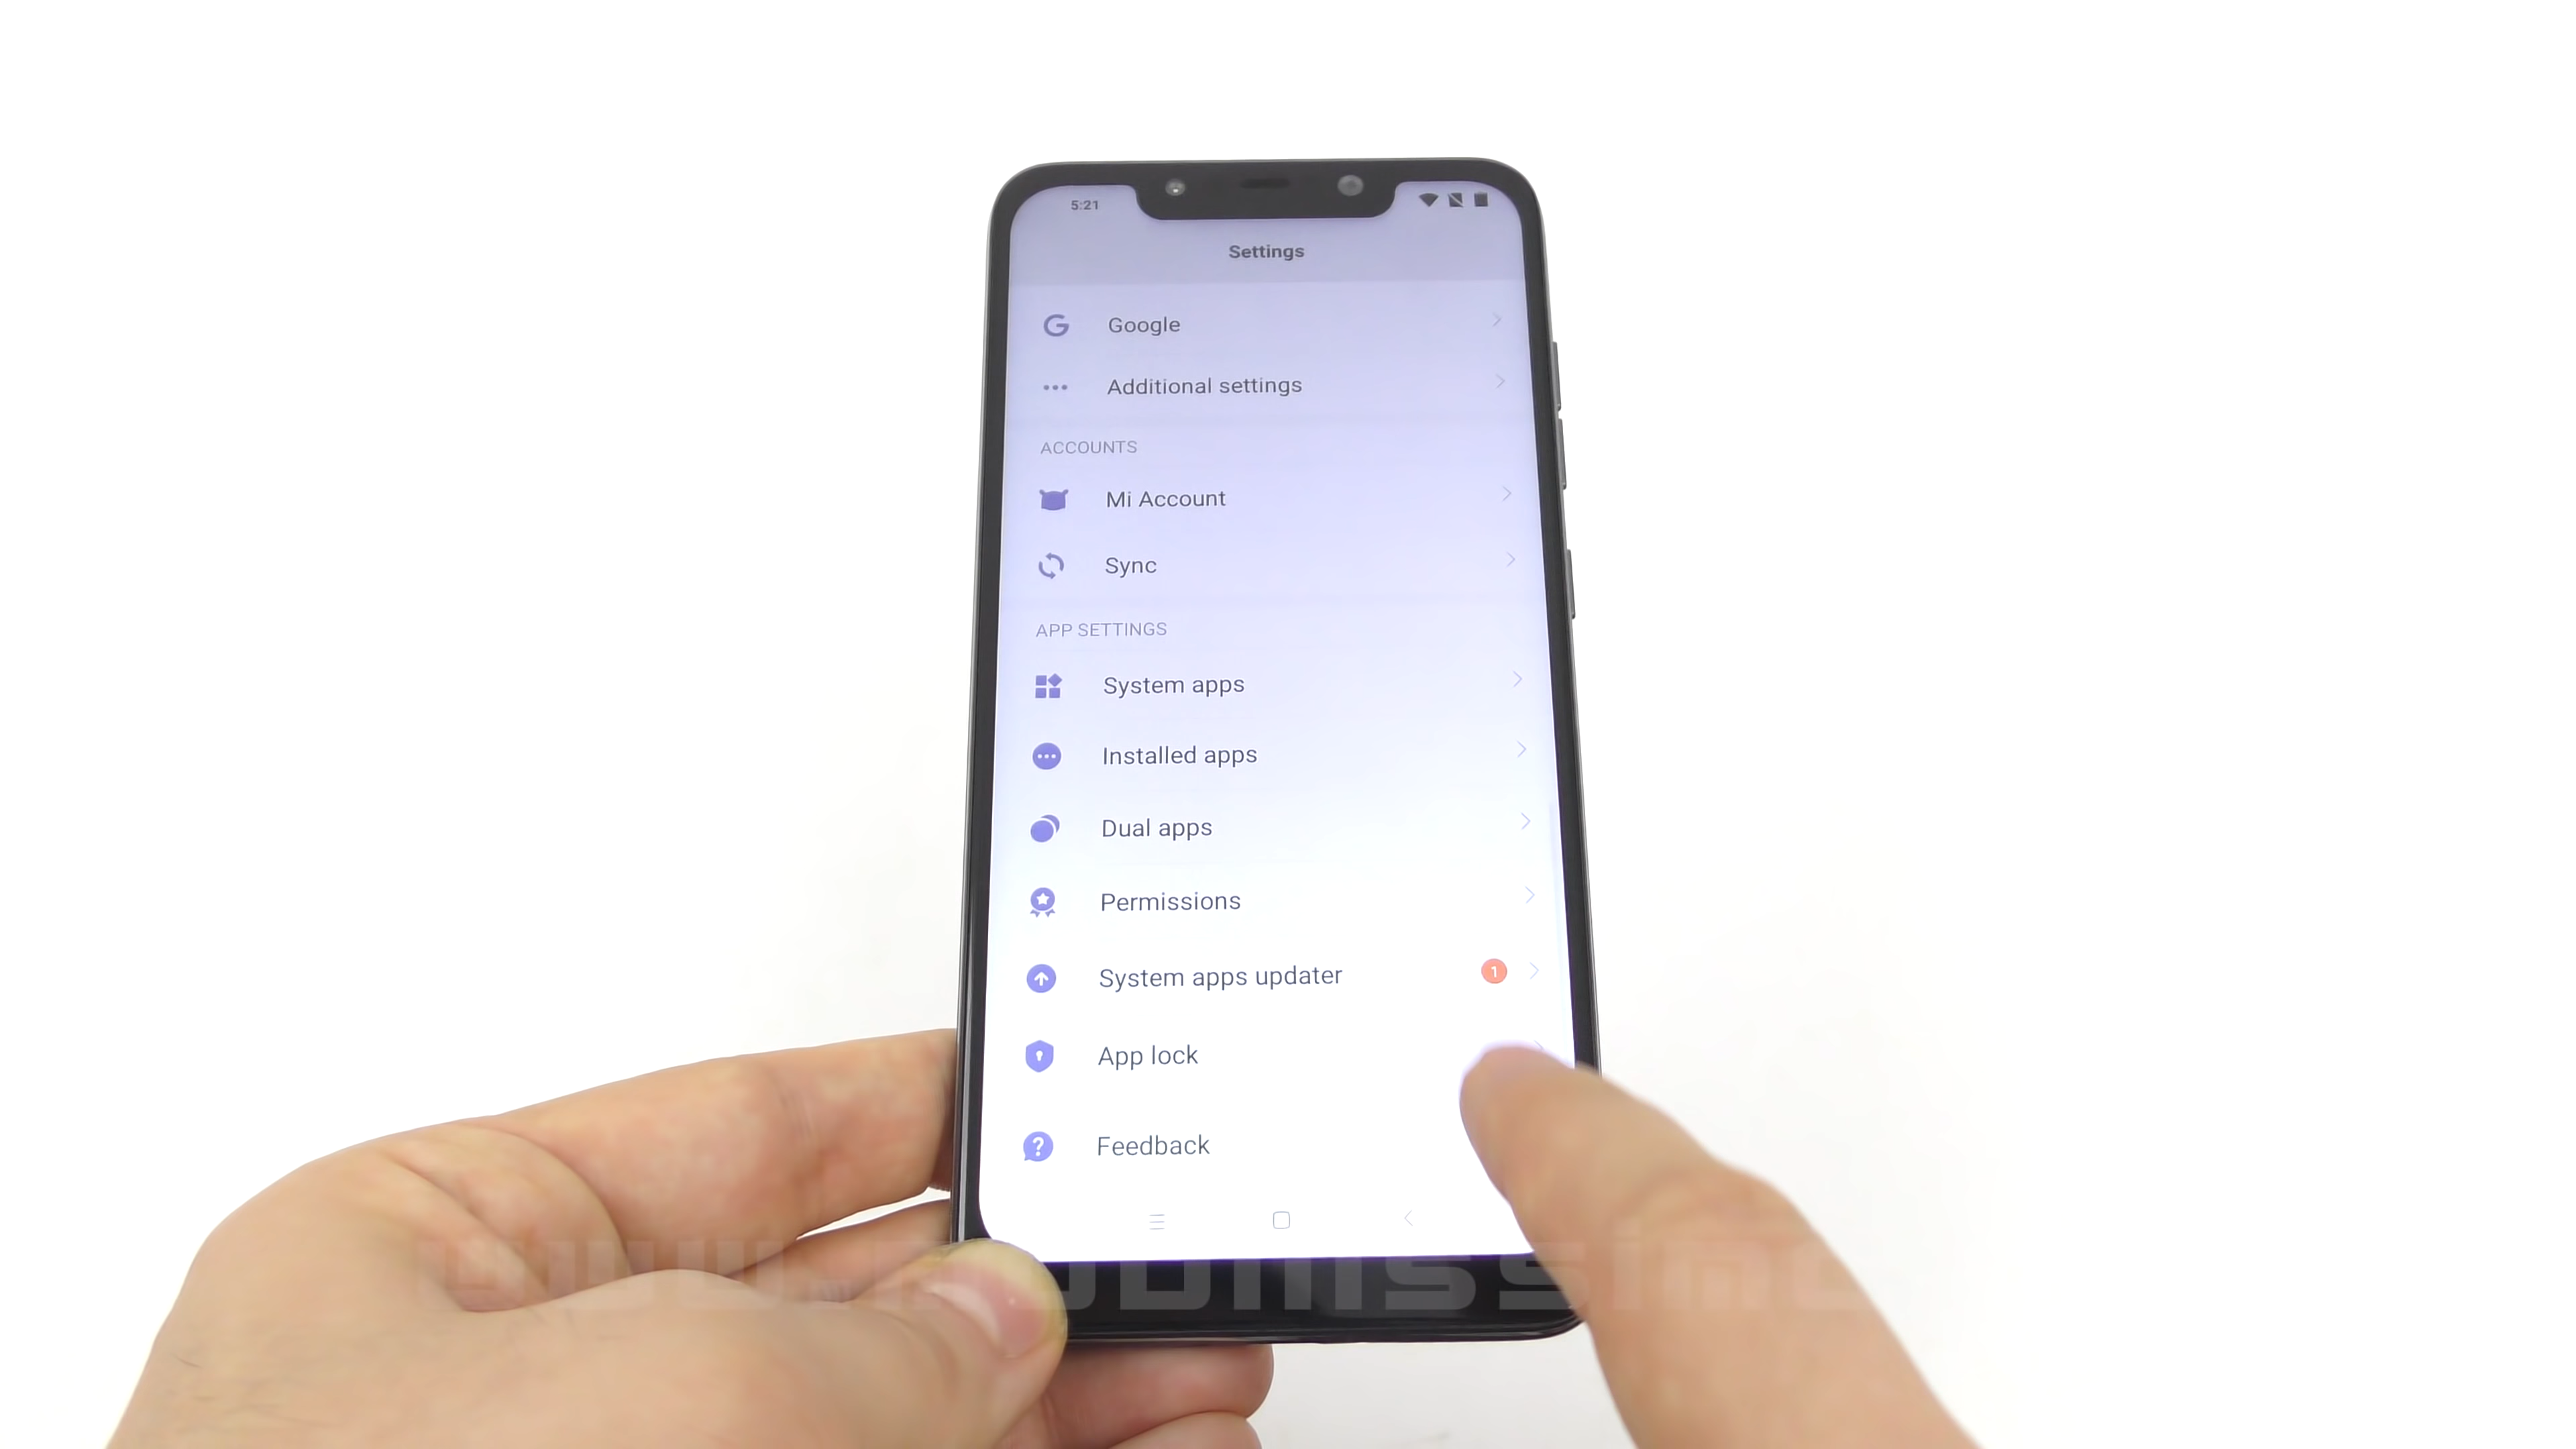 5:21
Settings
Google
Additional settings
ACCOUNTS
Mi Account
Sync
APP SETTINGS
System apps
Installed apps
Dual apps
Permissions
System apps updater
1
App lock
Feedback